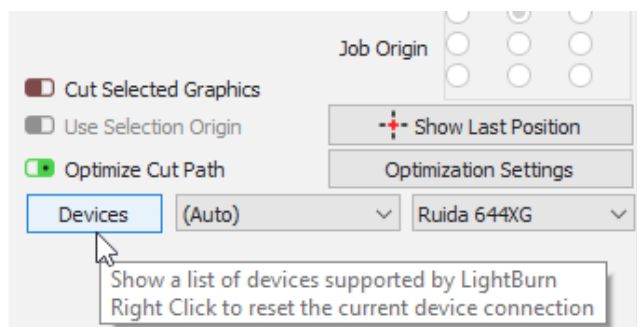 Job Origin
Cut Selected Graphics
Use Selection Origin
Show Last Position
Optimize Cut Path
Optimization Settings
Devices
(Auto)
Ruida 644XG
Show a list of devices supported by LightBurn
Right Click to reset the current device connection